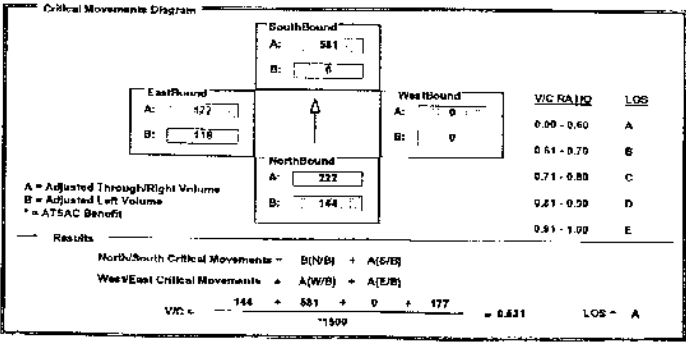 Critical Movements Diagram
SouthBound
A: 581
B:
EastBound
A: 177
B:
WestBound
A: 0
B: 0
V/C RATIO LOS
0.00 - 0.60 A
0.61 - 0.70 B
0.71 - 0.80 C
0.81 - 0.90 D
0.91 - 1.00 E
NorthBound
A: 222
B: 144
A = Adjusted Through/Right Volume
B = Adjusted Left Volume
* = ATSAC Benefit
Results
North/South Critical Movements = B(N/B) + A(S/B)
West/East Critical Movements = A(W/B) + A(E/B)
144 + 581 + 0 + 177
V/C = = 0.531 LOS = A
*1500